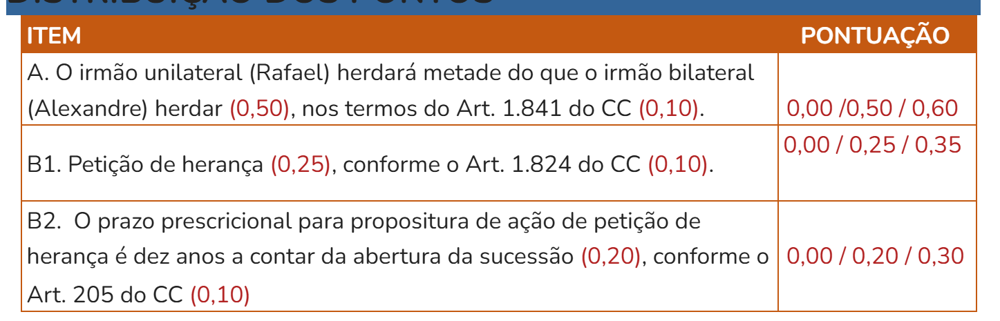 DISTRIBUIÇÃO DOS PONTOS
ITEM PONTUAÇÃO
A. O irmão unilateral (Rafael) herdará metade do que o irmão bilateral
(Alexandre) herdar (0,50), nos termos do Art. 1.841 do CC (0,10). 0,00 /0,50 / 0,60
B1. Petição de herança (0,25), conforme o Art. 1.824 do CC (0,10). 0,00 / 0,25 / 0,35
B2.  O prazo prescricional para propositura de ação de petição de
herança é dez anos a contar da abertura da sucessão (0,20), conforme o 0,00 / 0,20 / 0,30
Art. 205 do CC (0,10)